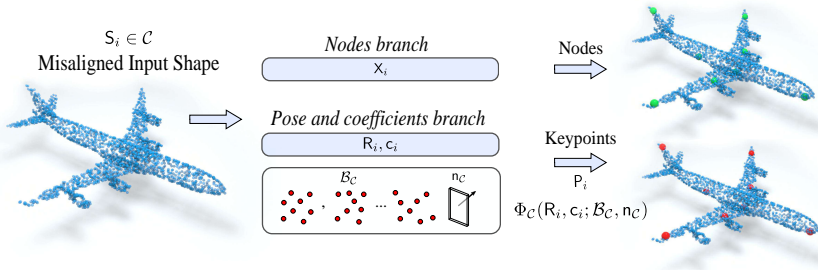 S_i ∈ 𝒞
Misaligned Input Shape
Nodes branch
X_i
Pose and coefficients branch
R_i, c_i
ℬ_𝒞
, ...
n_𝒞
Nodes
Keypoints
P_i
Φ_𝒞(R_i, c_i; ℬ_𝒞, n_𝒞)